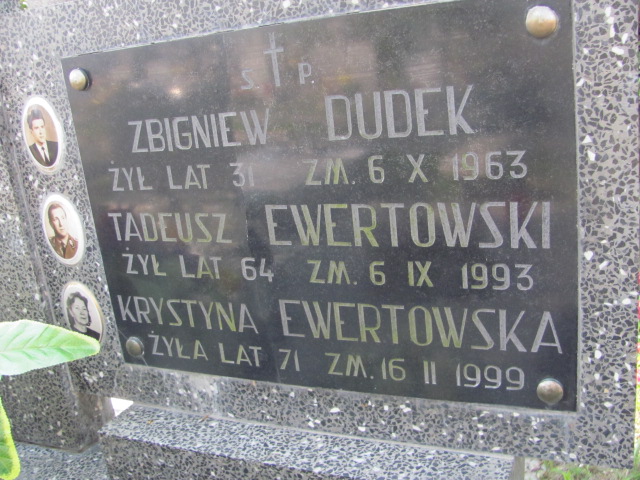 S. P.
ZBIGNIEW DUDEK
ŻYŁ LAT 31 ZM. 6 X 1963
TADEUSZ EWERTOWSKI
ŻYŁ LAT 64 ZM. 6 IX 1993
KRYSTYNA EWERTOWSKA
ŻYŁA LAT 71 ZM. 16 II 1999